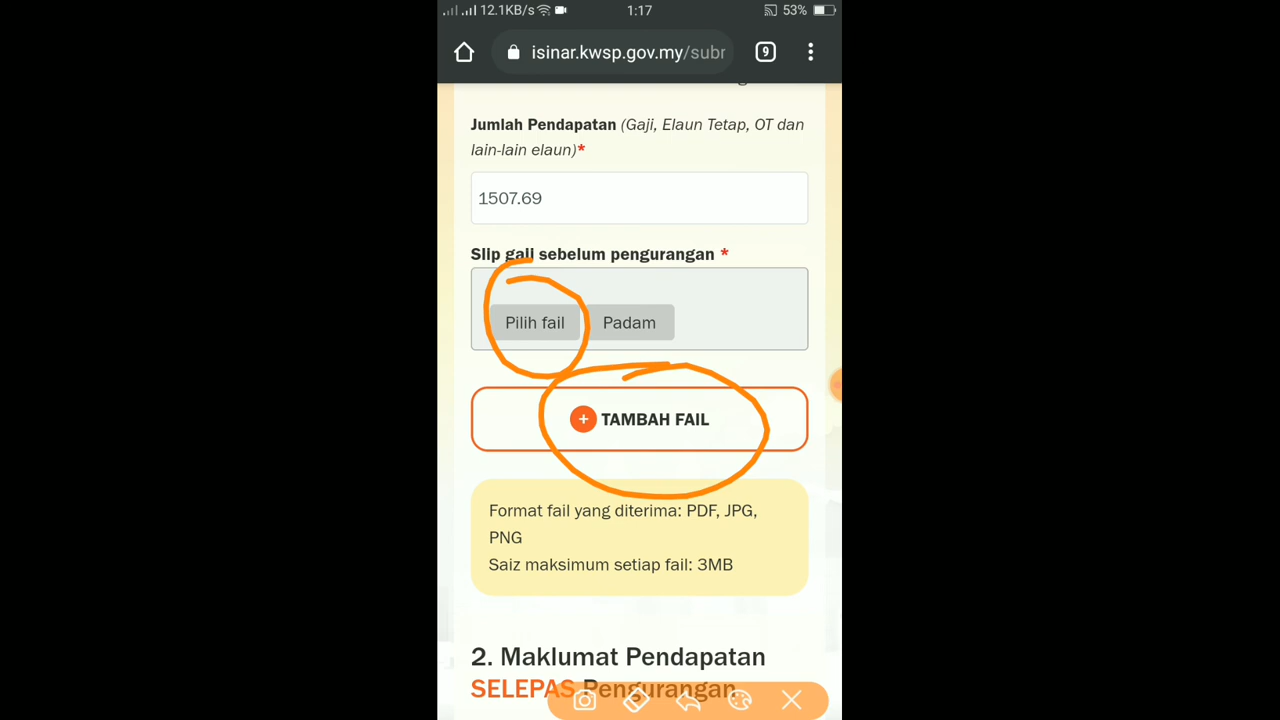 12.1KB/s 1:17 53%
isinar.kwsp.gov.my/subr 9
Jumlah Pendapatan (Gaji, Elaun Tetap, OT dan
lain-lain elaun)*
1507.69
Slip gaji sebelum pengurangan *
Pilih fail Padam
+ TAMBAH FAIL
Format fail yang diterima: PDF, JPG,
PNG
Saiz maksimum setiap fail: 3MB
2. Maklumat Pendapatan
SELEPAS Pengurangan